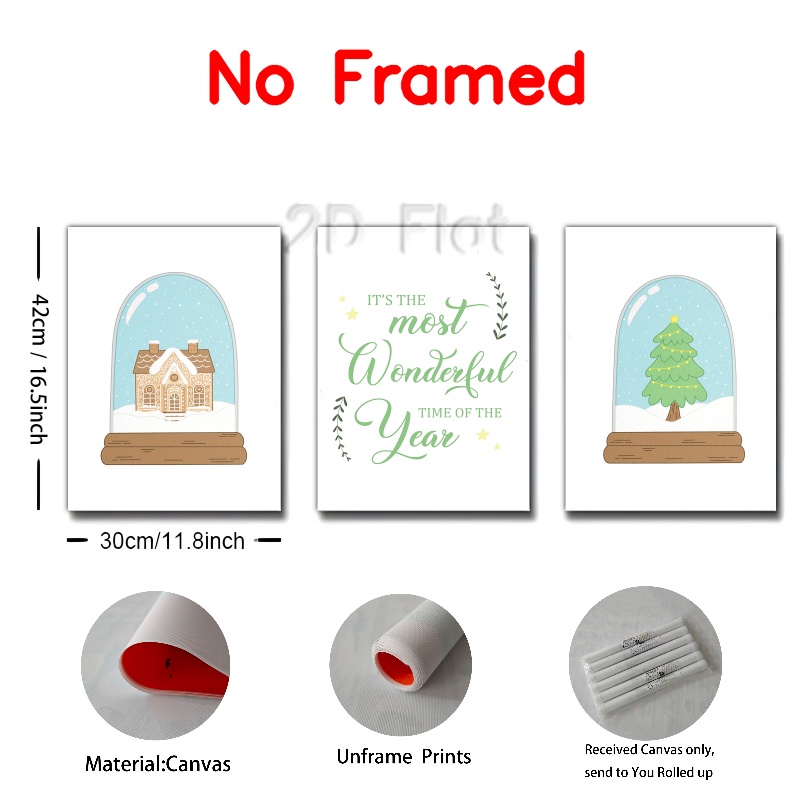 No Framed
2D Flat
IT'S THE
most
Wonderful
TIME OF THE
Year
42cm / 16.5inch
30cm/11.8inch
Material:Canvas
Unframe Prints
Received Canvas only,
send to You Rolled up